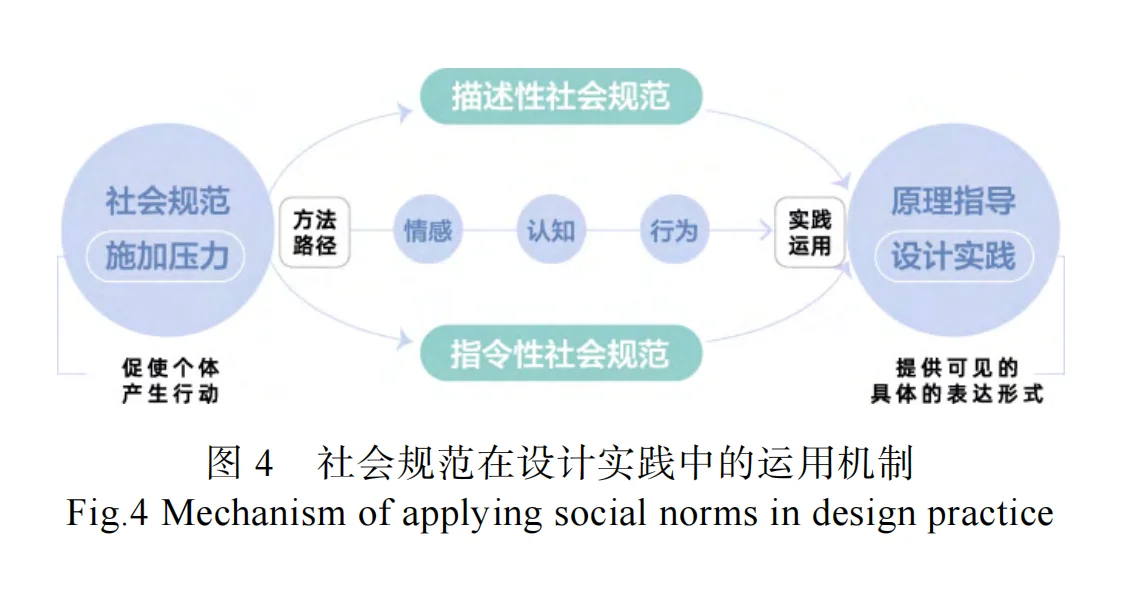 描述性社会规范
社会规范
施加压力
方法
路径
情感
认知
行为
实践
运用
原理指导
设计实践
指令性社会规范
促使个体
产生行动
提供可见的
具体的表达形式
图 4 社会规范在设计实践中的运用机制
Fig.4 Mechanism of applying social norms in design practice